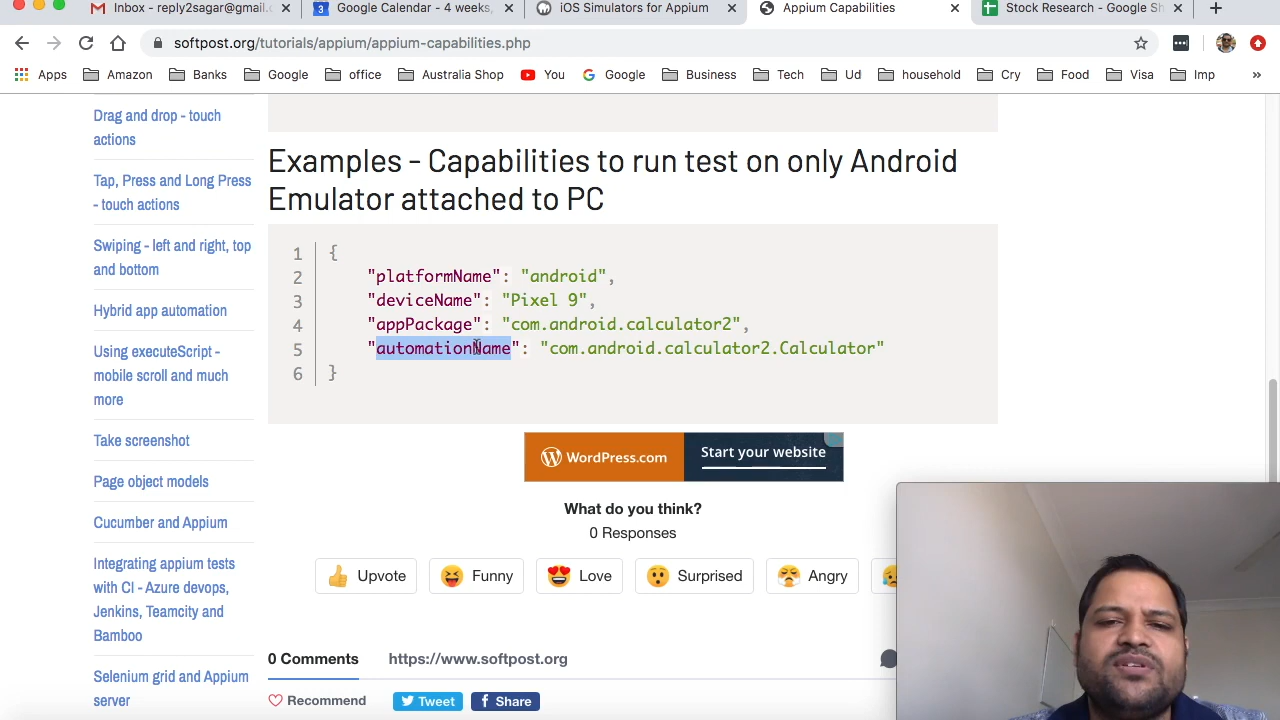 Inbox - reply2sagar@gmail.
Google Calendar - 4 weeks,
iOS Simulators for Appium
Appium Capabilities
Stock Research - Google Sh
softpost.org/tutorials/appium/appium-capabilities.php
Apps
Amazon
Banks
Google
office
Australia Shop
You
Google
Business
Tech
Ud
household
Cry
Food
Visa
Imp
»
Drag and drop - touch
actions
Tap, Press and Long Press
- touch actions
Swiping - left and right, top
and bottom
Hybrid app automation
Using executeScript -
mobile scroll and much
more
Take screenshot
Page object models
Cucumber and Appium
Integrating appium tests
with CI - Azure devops,
Jenkins, Teamcity and
Bamboo
Selenium grid and Appium
server
Examples - Capabilities to run test on only Android
Emulator attached to PC
1 {
2 "platformName": "android",
3 "deviceName": "Pixel 9",
4 "appPackage": "com.android.calculator2",
5 "automationName": "com.android.calculator2.Calculator"
6 }
WordPress.com
Start your website
What do you think?
0 Responses
Upvote
Funny
Love
Surprised
Angry
0 Comments
https://www.softpost.org
Recommend
Tweet
Share